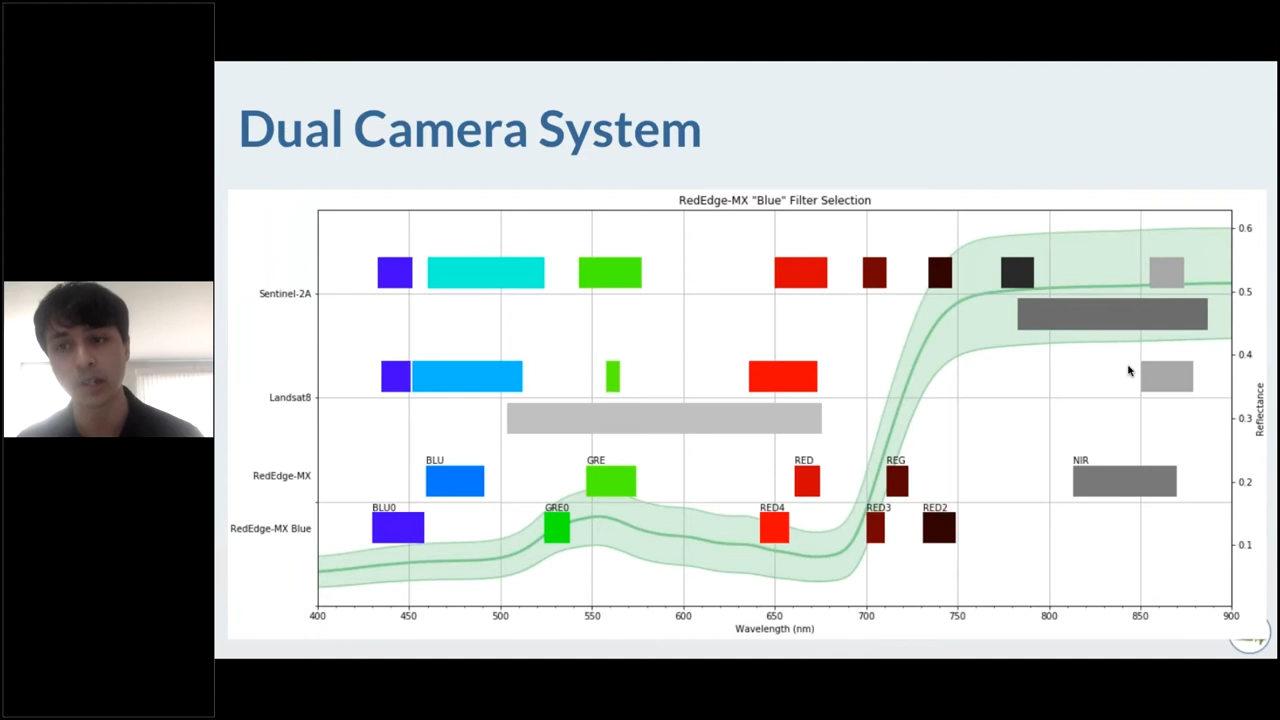 Dual Camera System
RedEdge-MX "Blue" Filter Selection
0.6
Sentinel-2A
0.5
0.4
Landsat8
0.3
Reflectance
BLU GRE RED REG NIR
RedEdge-MX
0.2
BLU0 GRE0 RED4 RED3 RED2
RedEdge-MX Blue
0.1
400 450 500 550 600 650 700 750 800 850 900
Wavelength (nm)